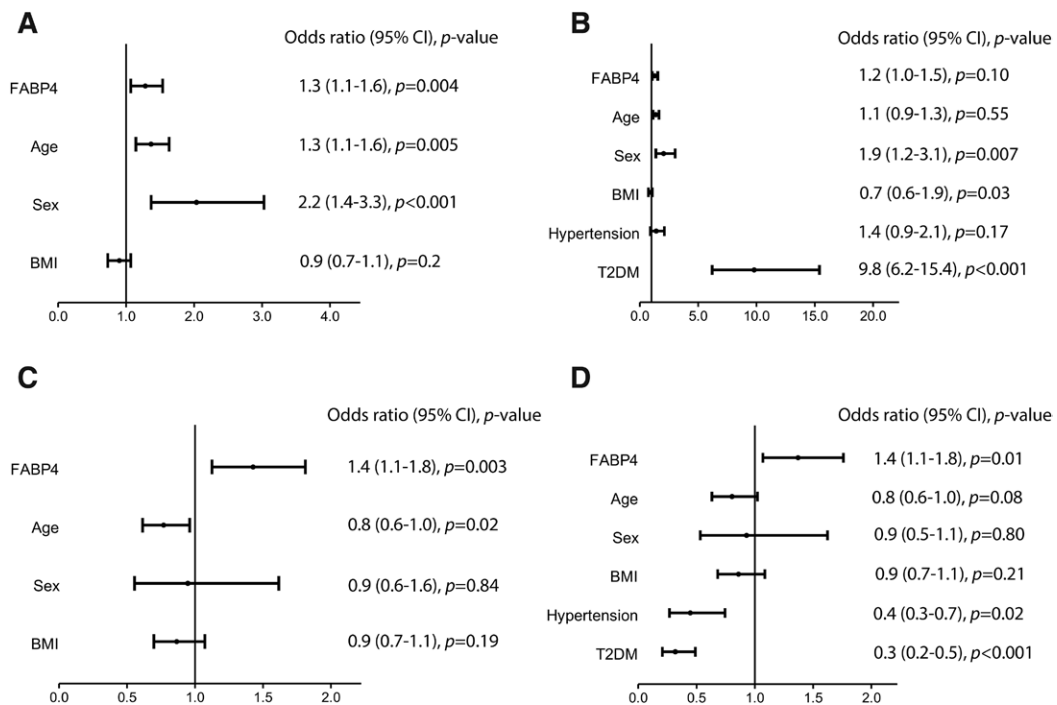 A
Odds ratio (95% CI), p-value
FABP4 1.3 (1.1-1.6), p=0.004
Age 1.3 (1.1-1.6), p=0.005
Sex 2.2 (1.4-3.3), p<0.001
BMI 0.9 (0.7-1.1), p=0.2
0.0 1.0 2.0 3.0 4.0
B
Odds ratio (95% CI), p-value
FABP4 1.2 (1.0-1.5), p=0.10
Age 1.1 (0.9-1.3), p=0.55
Sex 1.9 (1.2-3.1), p=0.007
BMI 0.7 (0.6-1.9), p=0.03
Hypertension 1.4 (0.9-2.1), p=0.17
T2DM 9.8 (6.2-15.4), p<0.001
0.0 5.0 10.0 15.0 20.0
C
Odds ratio (95% CI), p-value
FABP4 1.4 (1.1-1.8), p=0.003
Age 0.8 (0.6-1.0), p=0.02
Sex 0.9 (0.6-1.6), p=0.84
BMI 0.9 (0.7-1.1), p=0.19
0.0 0.5 1.0 1.5 2.0
D
Odds ratio (95% CI), p-value
FABP4 1.4 (1.1-1.8), p=0.01
Age 0.8 (0.6-1.0), p=0.08
Sex 0.9 (0.5-1.1), p=0.80
BMI 0.9 (0.7-1.1), p=0.21
Hypertension 0.4 (0.3-0.7), p=0.02
T2DM 0.3 (0.2-0.5), p<0.001
0.0 0.5 1.0 1.5 2.0